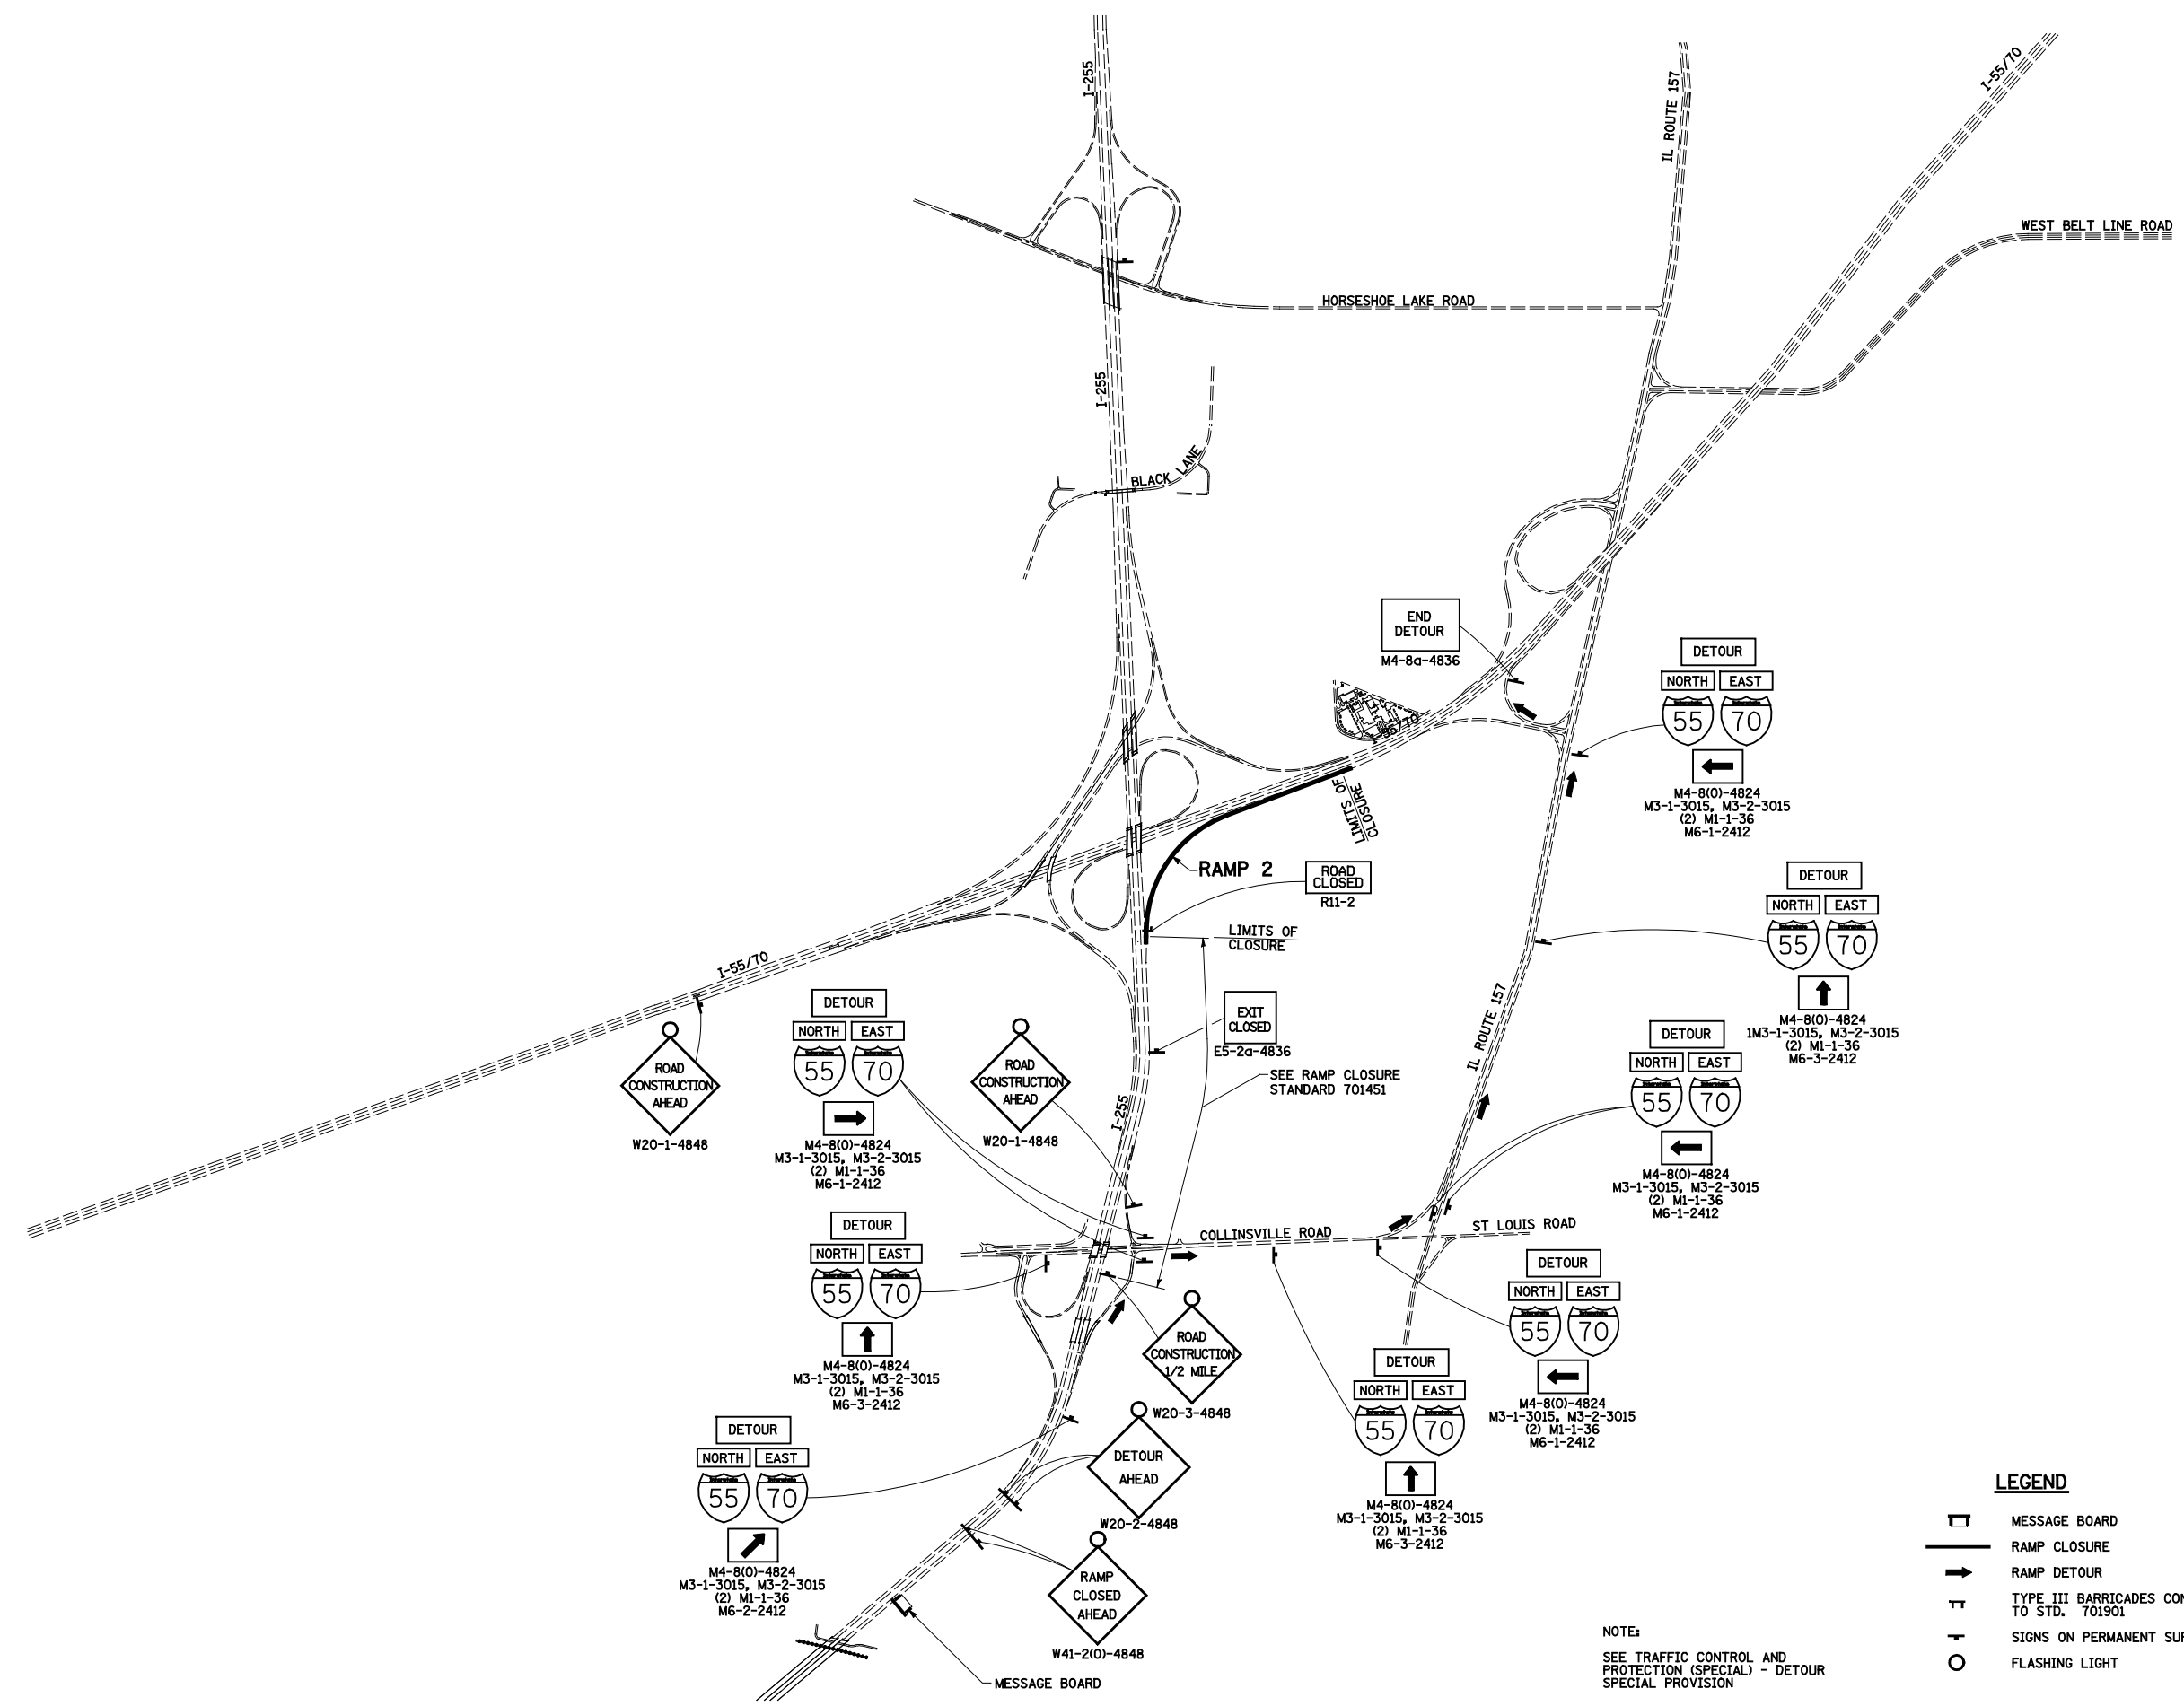 I-255
IL ROUTE 157
I-55/70
WEST BELT LINE ROAD
HORSESHOE LAKE ROAD
I-255
BLACK LANE
END
DETOUR
M4-8a-4836
DETOUR
NORTH EAST
55 70
M4-8(O)-4824
M3-1-3015, M3-2-3015
(2) M1-1-36
M6-1-2412
LIMITS OF
CLOSURE
RAMP 2
ROAD
CLOSED
R11-2
LIMITS OF
CLOSURE
DETOUR
NORTH EAST
55 70
M4-8(O)-4824
1M3-1-3015, M3-2-3015
(2) M1-1-36
M6-3-2412
I-55/70
EXIT
CLOSED
E5-2a-4836
SEE RAMP CLOSURE
STANDARD 701451
IL ROUTE 157
ROAD
CONSTRUCTION
AHEAD
W20-1-4848
DETOUR
NORTH EAST
55 70
M4-8(O)-4824
M3-1-3015, M3-2-3015
(2) M1-1-36
M6-1-2412
ROAD
CONSTRUCTION
AHEAD
W20-1-4848
I-255
DETOUR
NORTH EAST
55 70
M4-8(O)-4824
M3-1-3015, M3-2-3015
(2) M1-1-36
M6-1-2412
COLLINSVILLE ROAD
ST LOUIS ROAD
DETOUR
NORTH EAST
55 70
M4-8(O)-4824
M3-1-3015, M3-2-3015
(2) M1-1-36
M6-3-2412
ROAD
CONSTRUCTION
1/2 MILE
W20-3-4848
DETOUR
NORTH EAST
55 70
M4-8(O)-4824
M3-1-3015, M3-2-3015
(2) M1-1-36
M6-1-2412
DETOUR
NORTH EAST
55 70
M4-8(O)-4824
M3-1-3015, M3-2-3015
(2) M1-1-36
M6-3-2412
DETOUR
NORTH EAST
55 70
M4-8(O)-4824
M3-1-3015, M3-2-3015
(2) M1-1-36
M6-2-2412
DETOUR
AHEAD
W20-2-4848
RAMP
CLOSED
AHEAD
W41-2(O)-4848
MESSAGE BOARD
NOTE:
SEE TRAFFIC CONTROL AND
PROTECTION (SPECIAL) - DETOUR
SPECIAL PROVISION
LEGEND
MESSAGE BOARD
RAMP CLOSURE
RAMP DETOUR
TYPE III BARRICADES
TO STD. 701901
SIGNS ON PERMANENT
FLASHING LIGHT